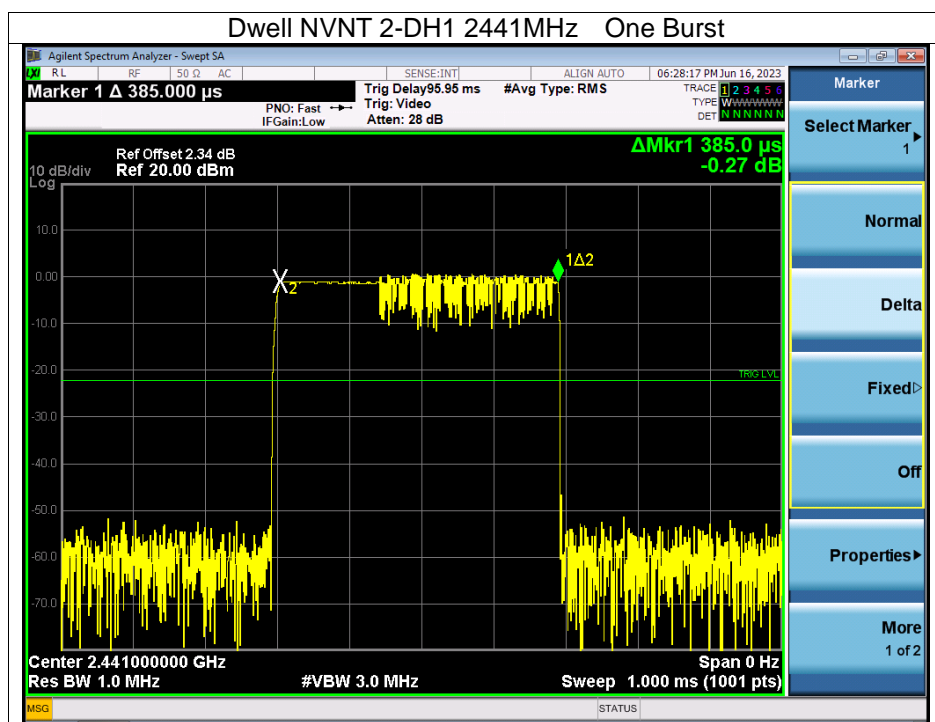 Dwell NVNT 2-DH1 2441MHz One Burst
Agilent Spectrum Analyzer - Swept SA
LXI RL RF 50 Ω AC SENSE:INT ALIGN AUTO 06:28:17 PM Jun 16, 2023
Marker 1 Δ 385.000 µs
PNO: Fast
IFGain:Low
Trig Delay95.95 ms
Trig: Video
Atten: 28 dB
#Avg Type: RMS
TRACE 1 2 3 4 5 6
TYPE WWWWWWW
DET N N N N N N
Marker
Select Marker
1
Normal
Delta
Fixed
Off
Properties
More
1 of 2
ΔMkr1 385.0 µs
-0.27 dB
Ref Offset 2.34 dB
10 dB/div Ref 20.00 dBm
Log
10.0
0.00
-10.0
-20.0
-30.0
-40.0
-50.0
-60.0
-70.0
1Δ2
2
TRIG LVL
Center 2.441000000 GHz Span 0 Hz
Res BW 1.0 MHz #VBW 3.0 MHz Sweep 1.000 ms (1001 pts)
MSG STATUS